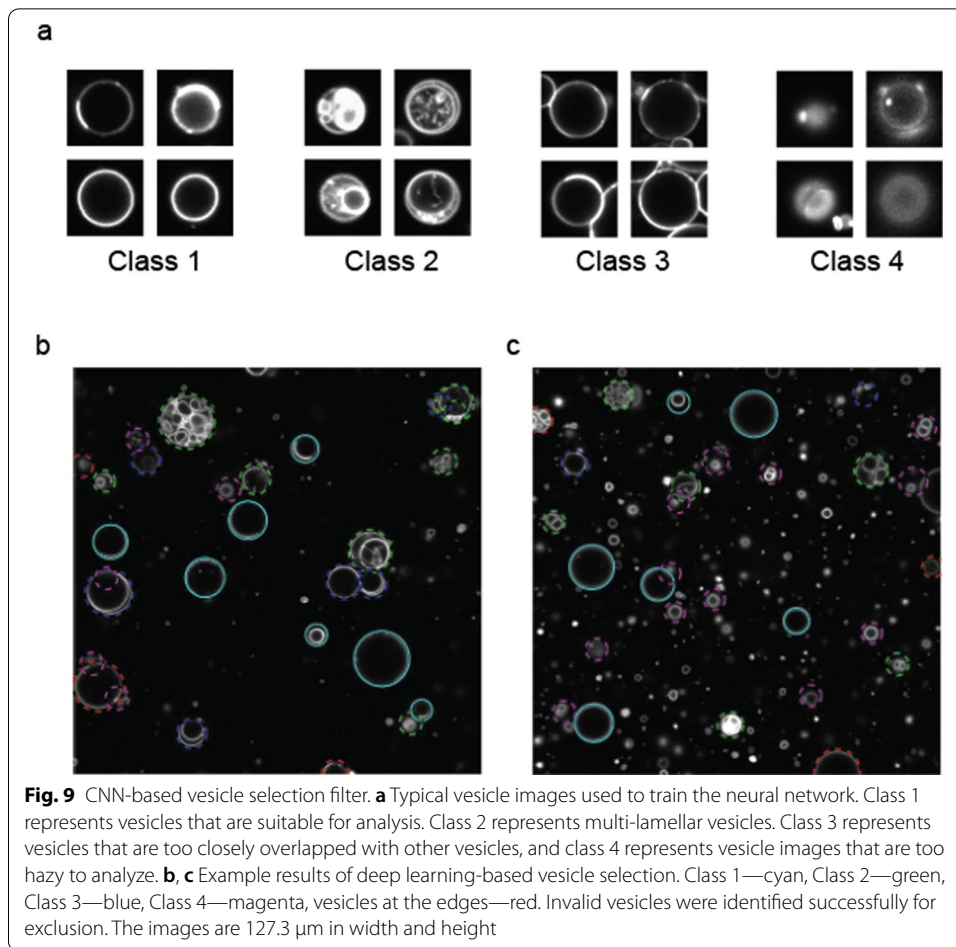 a
Class 1
Class 2
Class 3
Class 4
b
c
Fig. 9 CNN-based vesicle selection filter. a Typical vesicle images used to train the neural network. Class 1
represents vesicles that are suitable for analysis. Class 2 represents multi-lamellar vesicles. Class 3 represents
vesicles that are too closely overlapped with other vesicles, and class 4 represents vesicle images that are too
hazy to analyze. b, c Example results of deep learning-based vesicle selection. Class 1—cyan, Class 2—green,
Class 3—blue, Class 4—magenta, vesicles at the edges—red. Invalid vesicles were identified successfully for
exclusion. The images are 127.3 µm in width and height